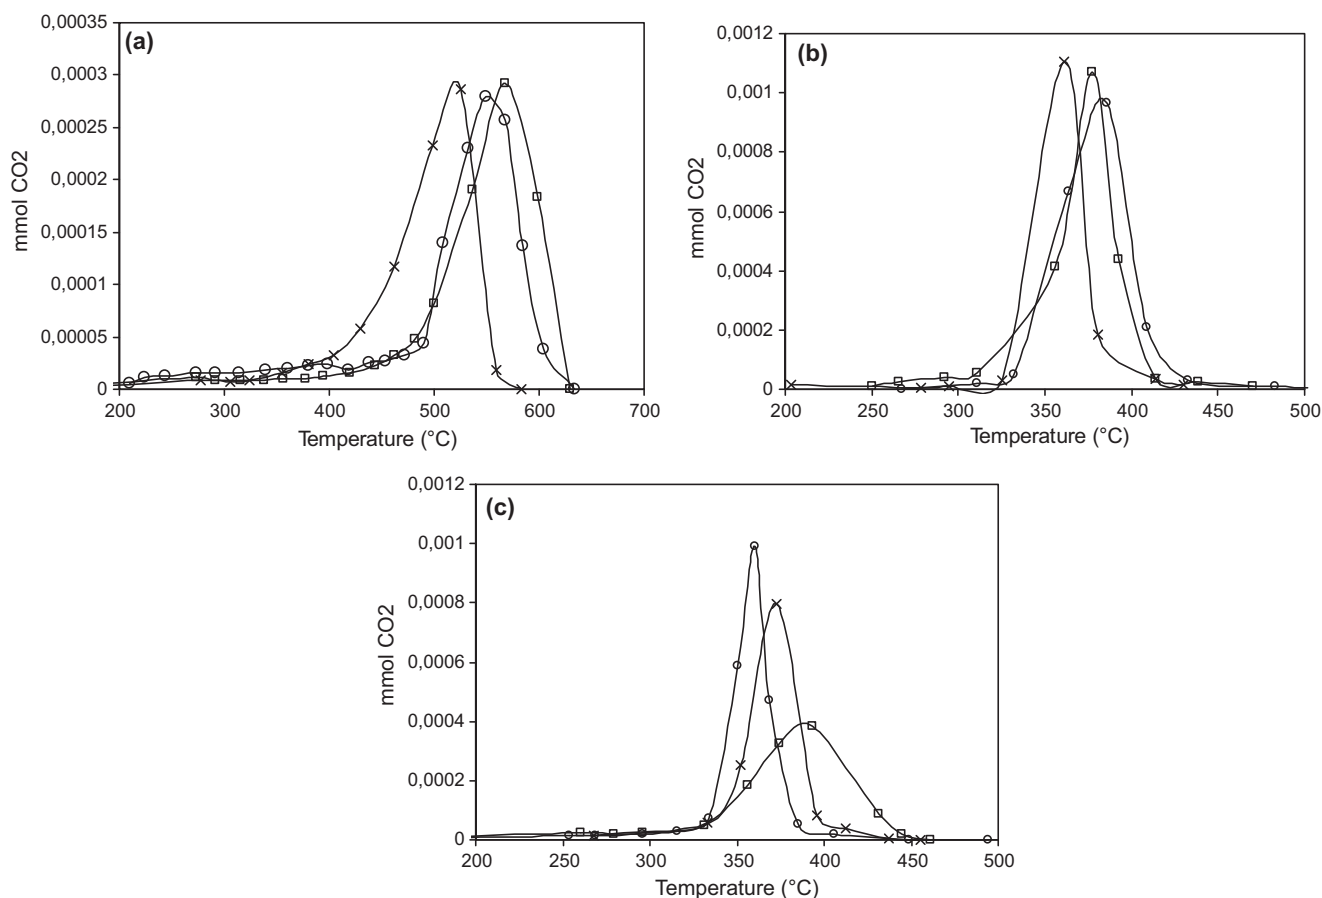 (a)
0,00035
0,0003
0,00025
0,0002
0,00015
0,0001
0,00005
0
mmol CO2
200 300 400 500 600 700
Temperature (°C)
(b)
0,0012
0,001
0,0008
0,0006
0,0004
0,0002
0
mmol CO2
200 250 300 350 400 450 500
Temperature (°C)
(c)
0,0012
0,001
0,0008
0,0006
0,0004
0,0002
0
mmol CO2
200 250 300 350 400 450 500
Temperature (°C)